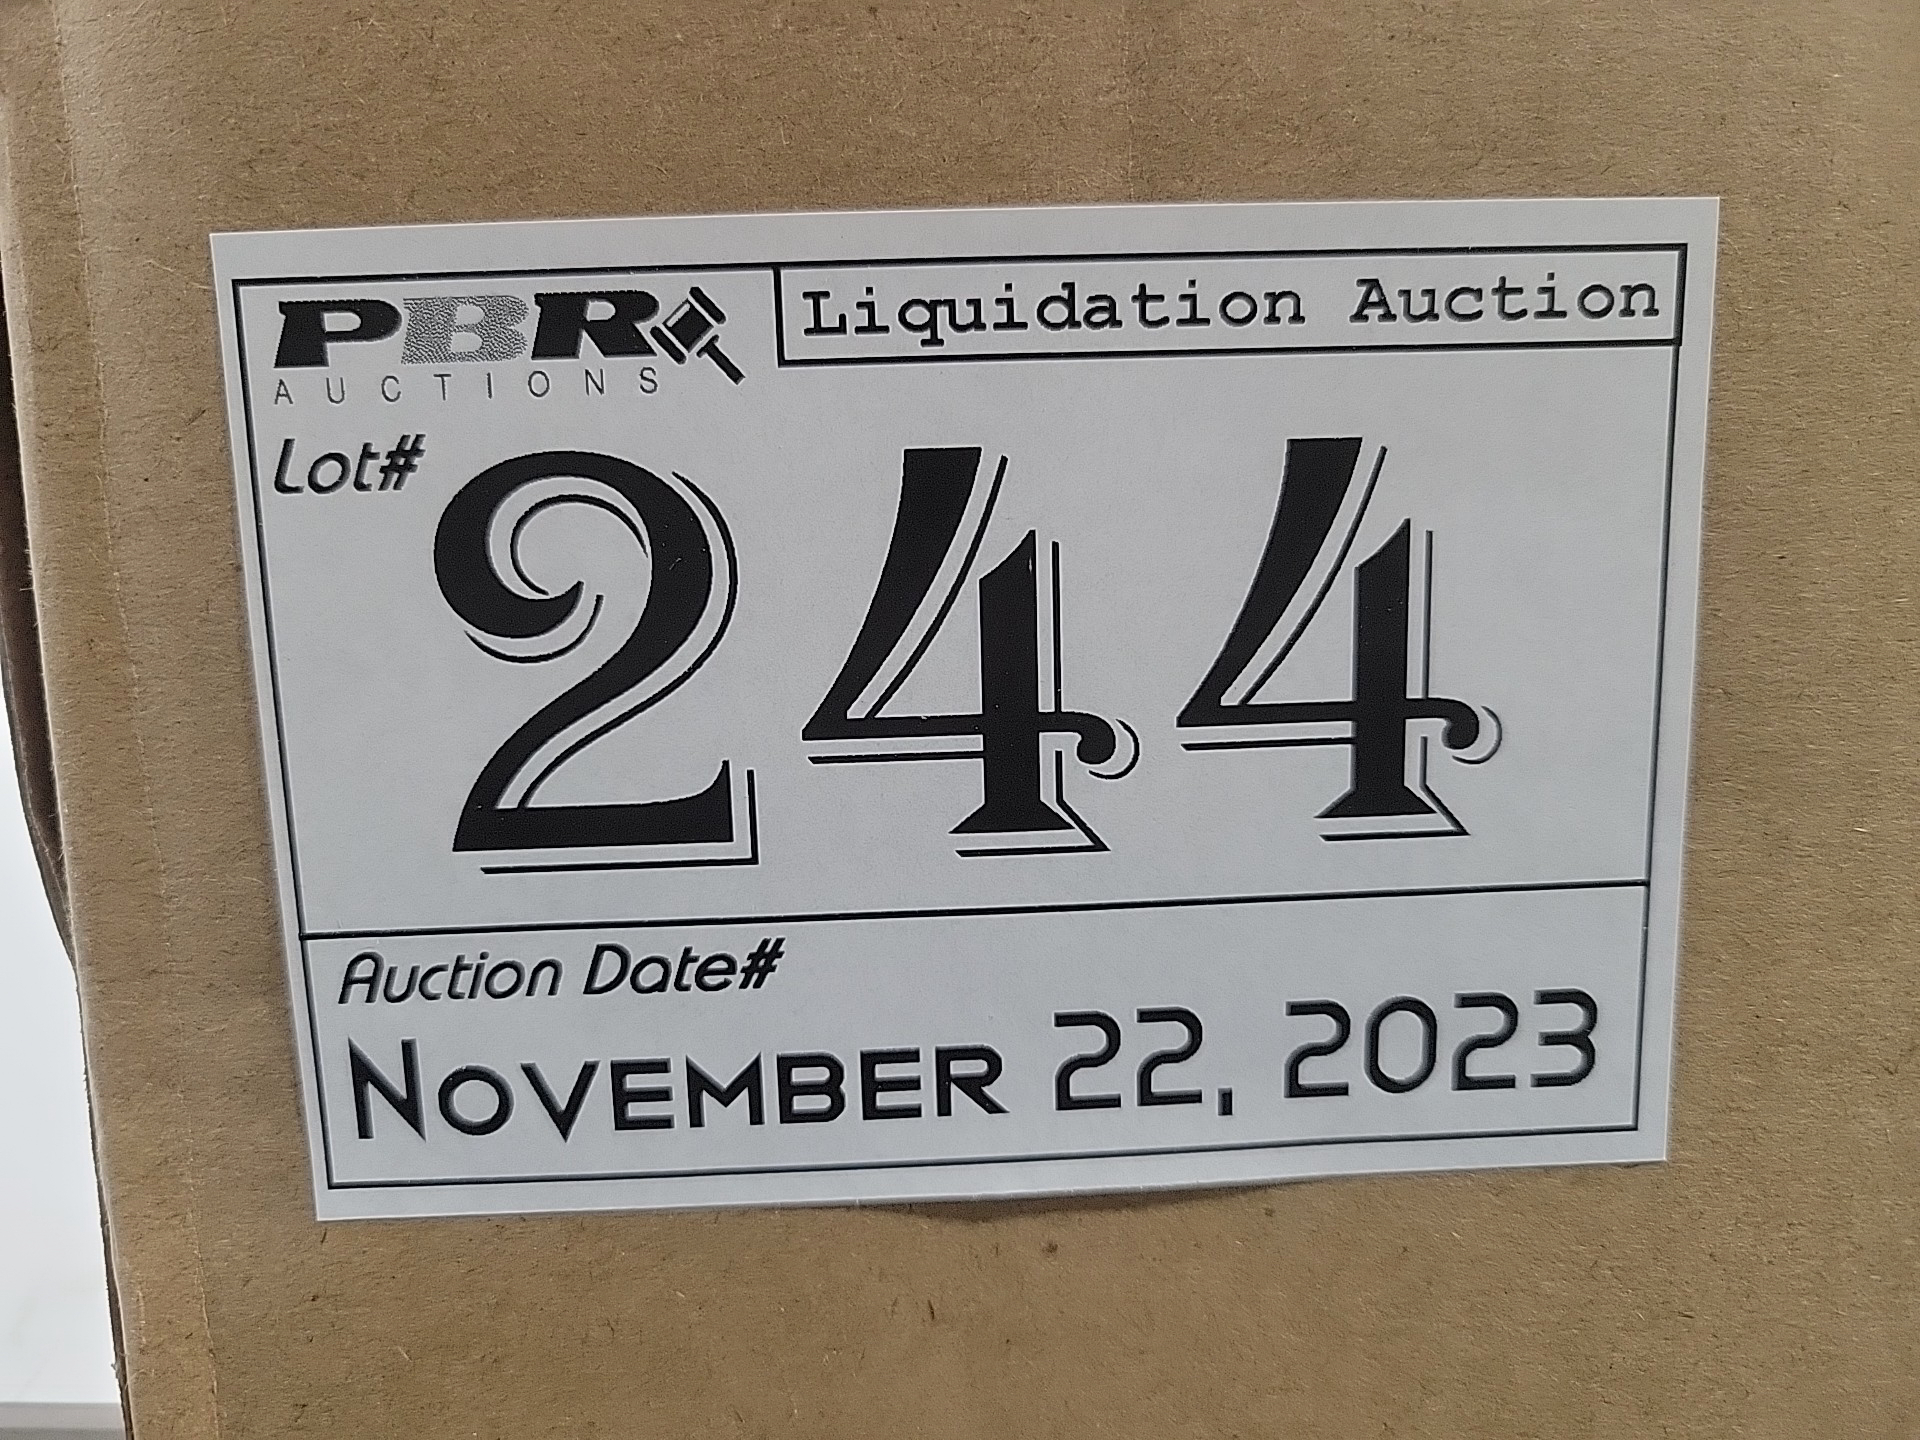 PBR
AUCTIONS
Liquidation Auction
Lot#
244
Auction Date#
NOVEMBER 22, 2023